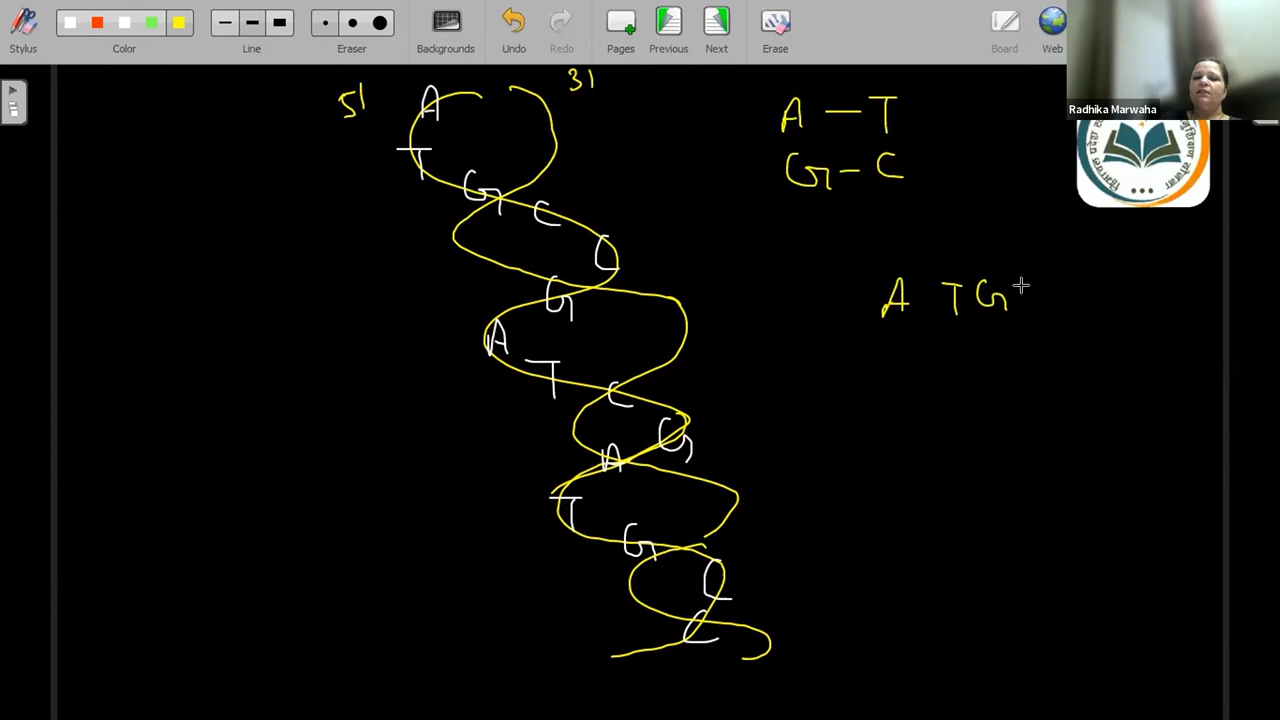 Stylus
Color
Line
Eraser
Backgrounds
Undo
Redo
Pages
Previous
Next
Erase
Board
Web
Radhika Marwaha
5'
3'
A
T
G
C
C
G
A
T
C
G
A
T
G
C
C
A — T
G — C
A T G